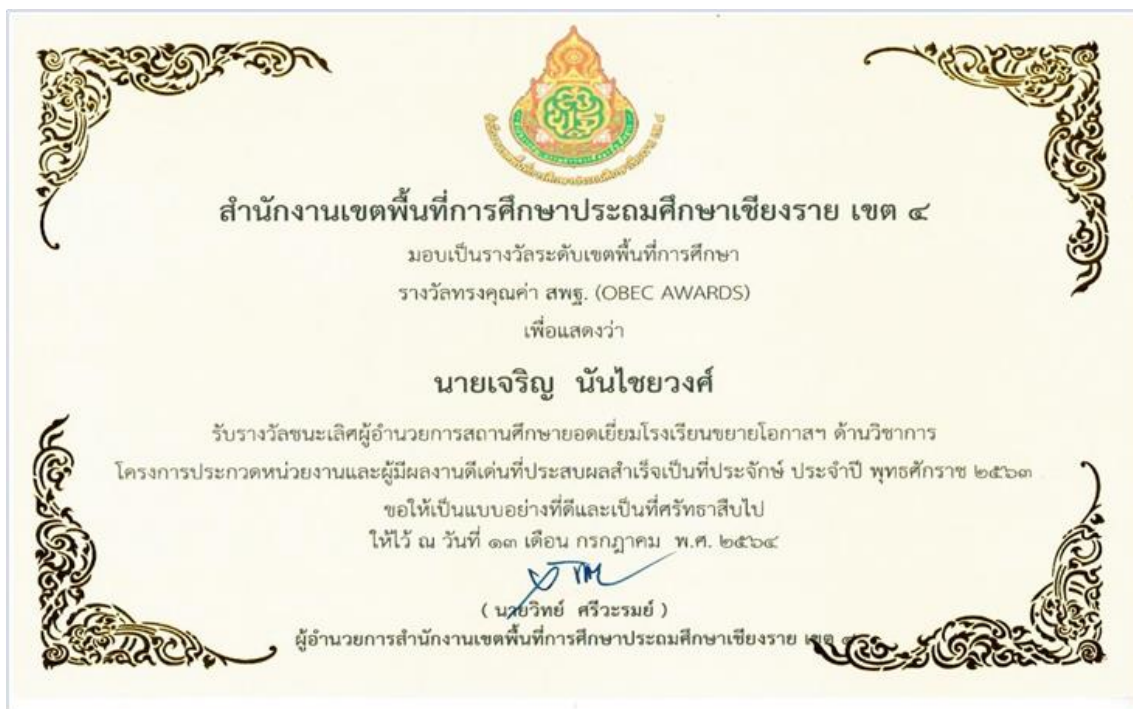 สำนักงานเขตพื้นที่การศึกษาประถมศึกษาเชียงราย เขต ๔
มอบเป็นรางวัลระดับเขตพื้นที่การศึกษา
รางวัลทรงคุณค่า สพฐ. (OBEC AWARDS)
เพื่อแสดงว่า
นายเจริญ นันไชยวงศ์
รับรางวัลชนะเลิศผู้อำนวยการสถานศึกษายอดเยี่ยมโรงเรียนขยายโอกาสฯ ด้านวิชาการ
โครงการประกวดหน่วยงานและผู้มีผลงานดีเด่นที่ประสบผลสำเร็จเป็นที่ประจักษ์ ประจำปี พุทธศักราช ๒๕๖๓
ขอให้เป็นแบบอย่างที่ดีและเป็นที่ศรัทธาสืบไป
ให้ไว้ ณ วันที่ ๑๓ เดือน กรกฎาคม พ.ศ. ๒๕๖๔
( นายวิทย์ ศรีวะรมย์ )
ผู้อำนวยการสำนักงานเขตพื้นที่การศึกษาประถมศึกษาเชียงราย เขต ๔